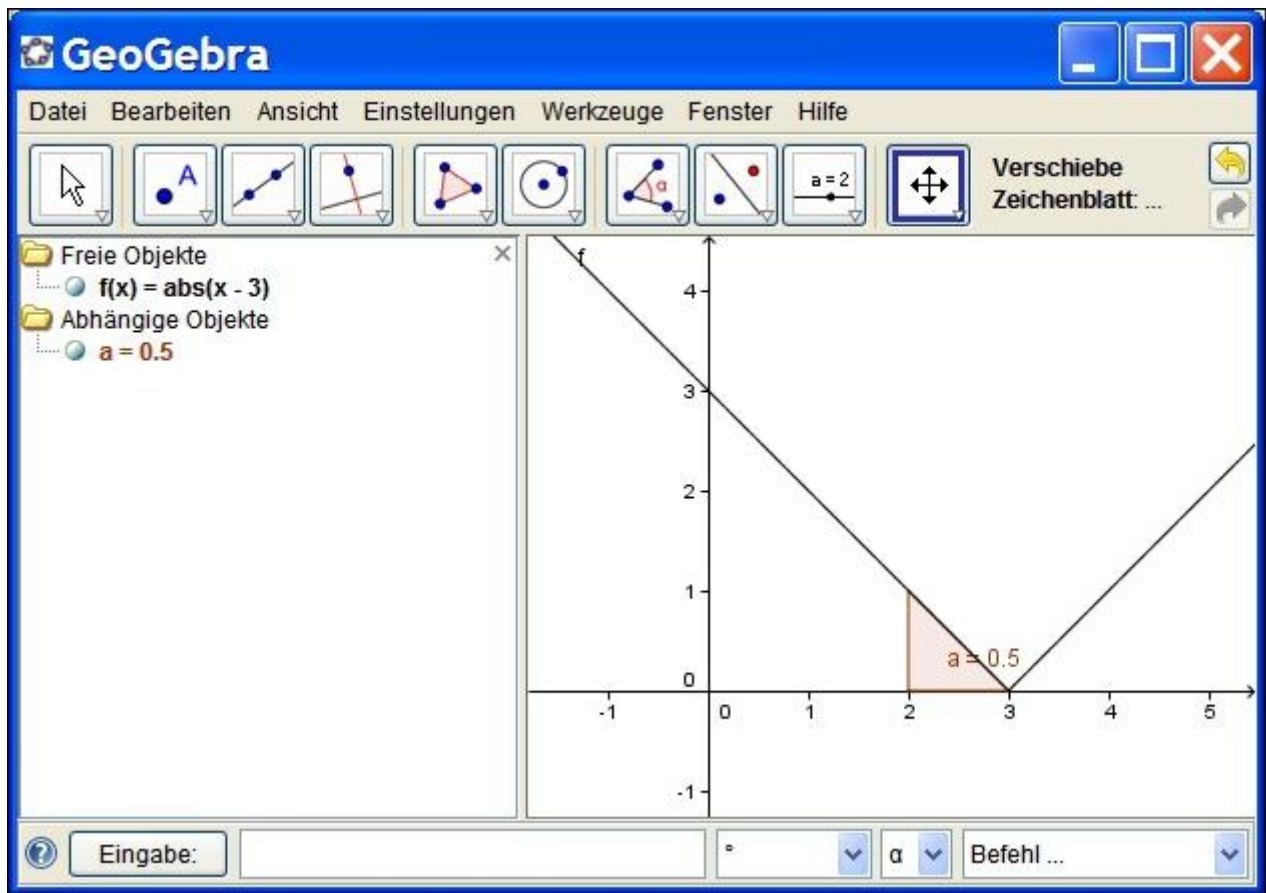 GeoGebra
Datei Bearbeiten Ansicht Einstellungen Werkzeuge Fenster Hilfe
A
α
a = 2
Verschiebe
Zeichenblatt: ...
Freie Objekte
f(x) = abs(x - 3)
Abhängige Objekte
a = 0.5
f
4
3
2
1
a = 0.5
0
-1 0 1 2 3 4 5
-1
Eingabe: ° α Befehl ...